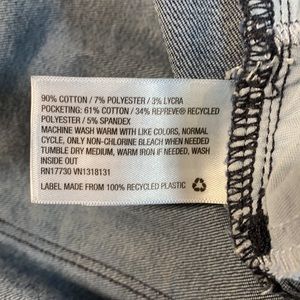 90% COTTON / 7% POLYESTER / 3% LYCRA
POCKETING: 61% COTTON / 34% REPREVE® RECYCLED
POLYESTER / 5% SPANDEX
MACHINE WASH WARM WITH LIKE COLORS, NORMAL
CYCLE, ONLY NON-CHLORINE BLEACH WHEN NEEDED
TUMBLE DRY MEDIUM, WARM IRON IF NEEDED, WASH
INSIDE OUT
RN17730 VN1318131
LABEL MADE FROM 100% RECYCLED PLASTIC